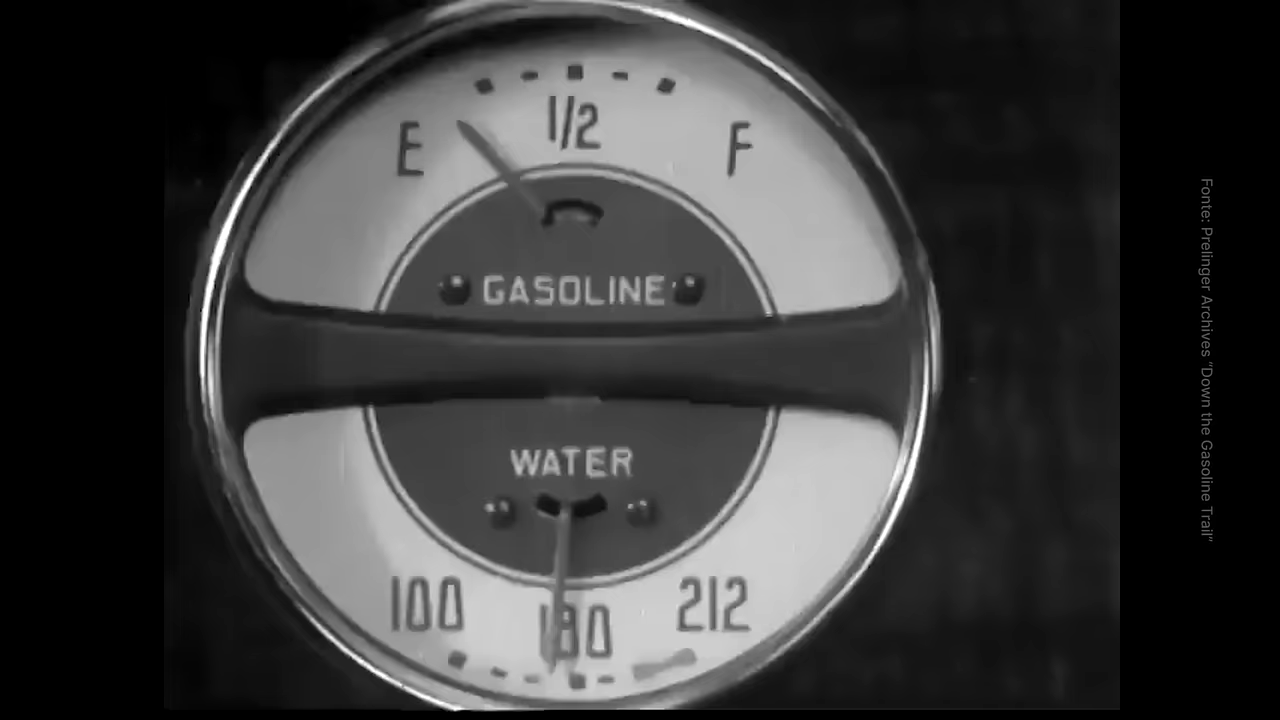 E 1/2 F
GASOLINE
WATER
100 180 212
Fonte: Prelinger Archives "Down the Gasoline Trail"